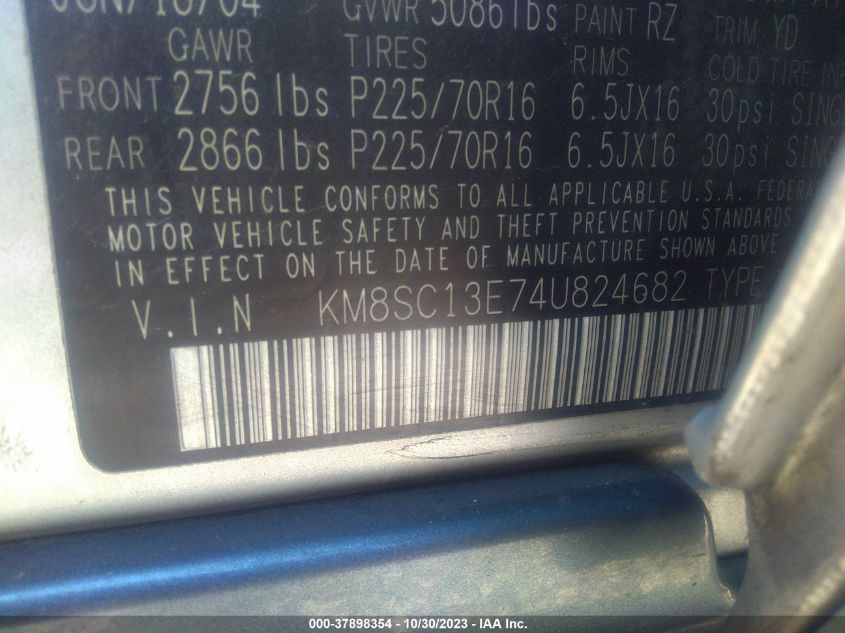 GVWR 5086 lbs PAINT RZ TRIM YD
GAWR TIRES RIMS COLD TIRE
FRONT 2756 lbs P225/70R16 6.5JX16 30psi
REAR 2866 lbs P225/70R16 6.5JX16 30psi
THIS VEHICLE CONFORMS TO ALL APPLICABLE U.S.A. FEDERAL
MOTOR VEHICLE SAFETY AND THEFT PREVENTION STANDARDS
IN EFFECT ON THE DATE OF MANUFACTURE SHOWN ABOVE
V.I.N KM8SC13E74U824682 TYPE
000-37898354 - 10/30/2023 - IAA Inc.